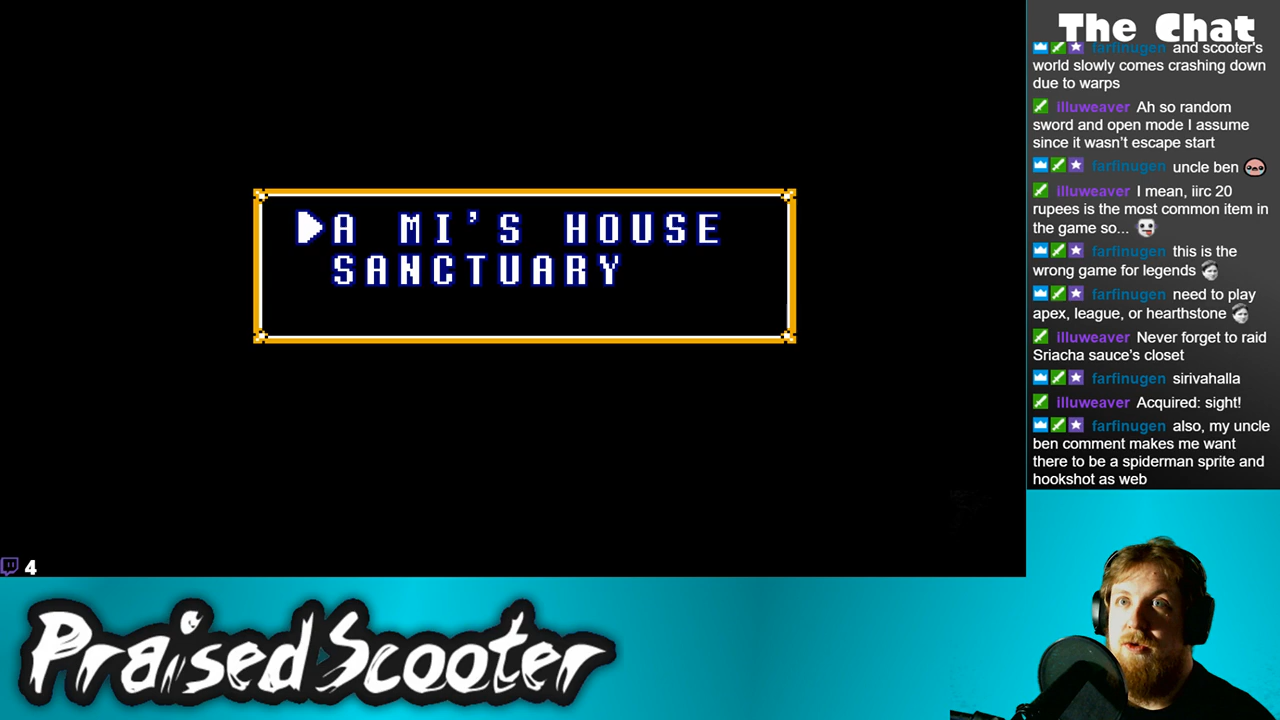 The Chat
farfinugen and scooter's
world slowly comes crashing down
due to warps
illuweaver Ah so random
sword and open mode I assume
since it wasn't escape start
farfinugen uncle ben
illuweaver I mean, iirc 20
rupees is the most common item in
the game so...
farfinugen this is the
wrong game for legends
farfinugen need to play
apex, league, or hearthstone
illuweaver Never forget to raid
Sriacha sauce's closet
farfinugen sirivahalla
illuweaver Acquired: sight!
farfinugen also, my uncle
ben comment makes me want
there to be a spiderman sprite and
hookshot as web
A MI'S HOUSE
SANCTUARY
4
PraisedScooter